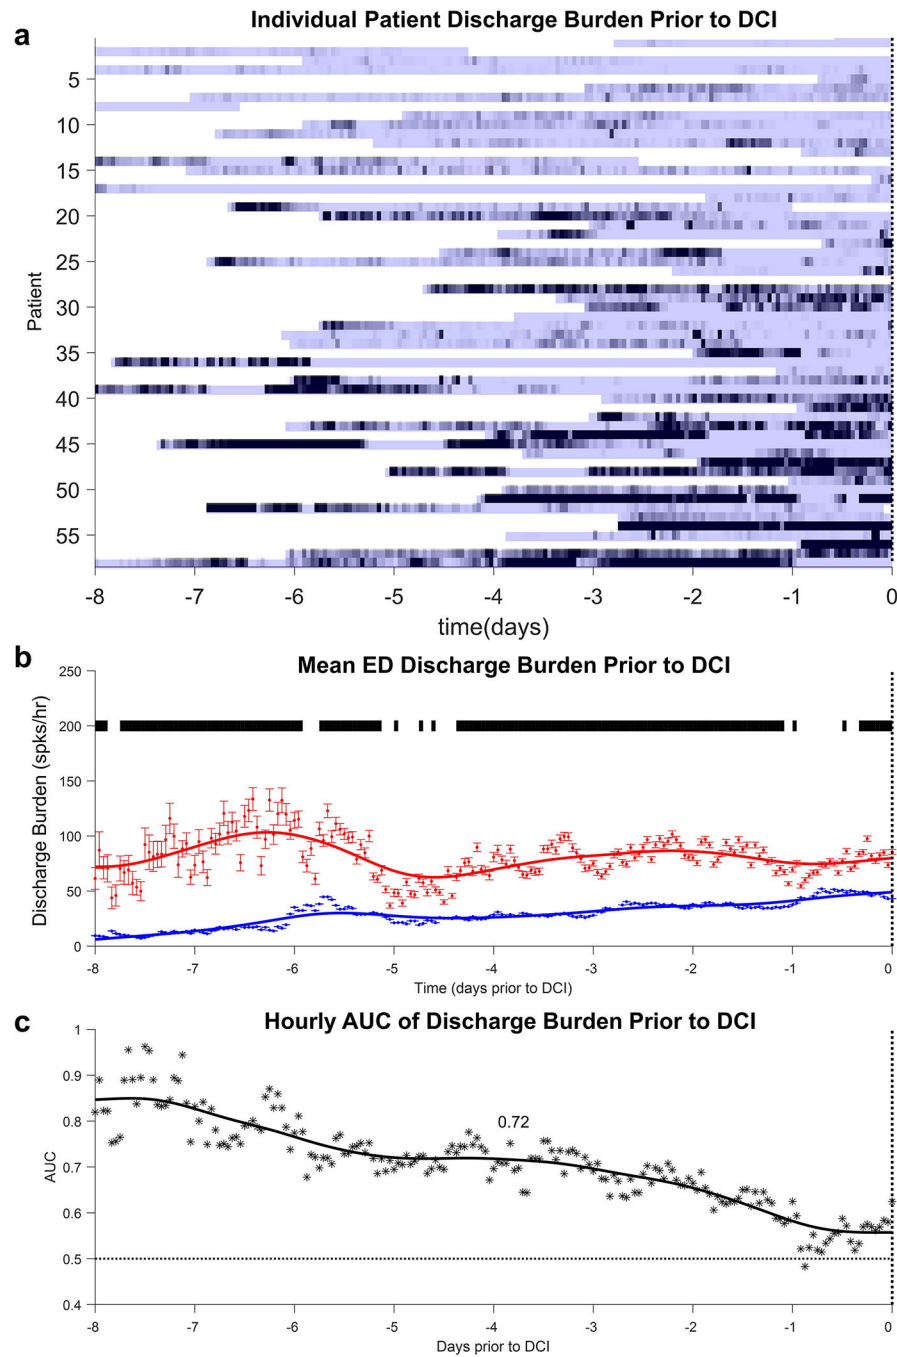 a
Individual Patient Discharge Burden Prior to DCI
5
10
15
20
25
30
35
40
45
50
55
Patient
-8 -7 -6 -5 -4 -3 -2 -1 0
time(days)
b
Mean ED Discharge Burden Prior to DCI
250
200
150
100
50
0
Discharge Burden (spks/hr)
-8 -7 -6 -5 -4 -3 -2 -1 0
Time (days prior to DCI)
c
Hourly AUC of Discharge Burden Prior to DCI
1
0.9
0.8
0.7
0.6
0.5
0.4
AUC
0.72
-8 -7 -6 -5 -4 -3 -2 -1 0
Days prior to DCI